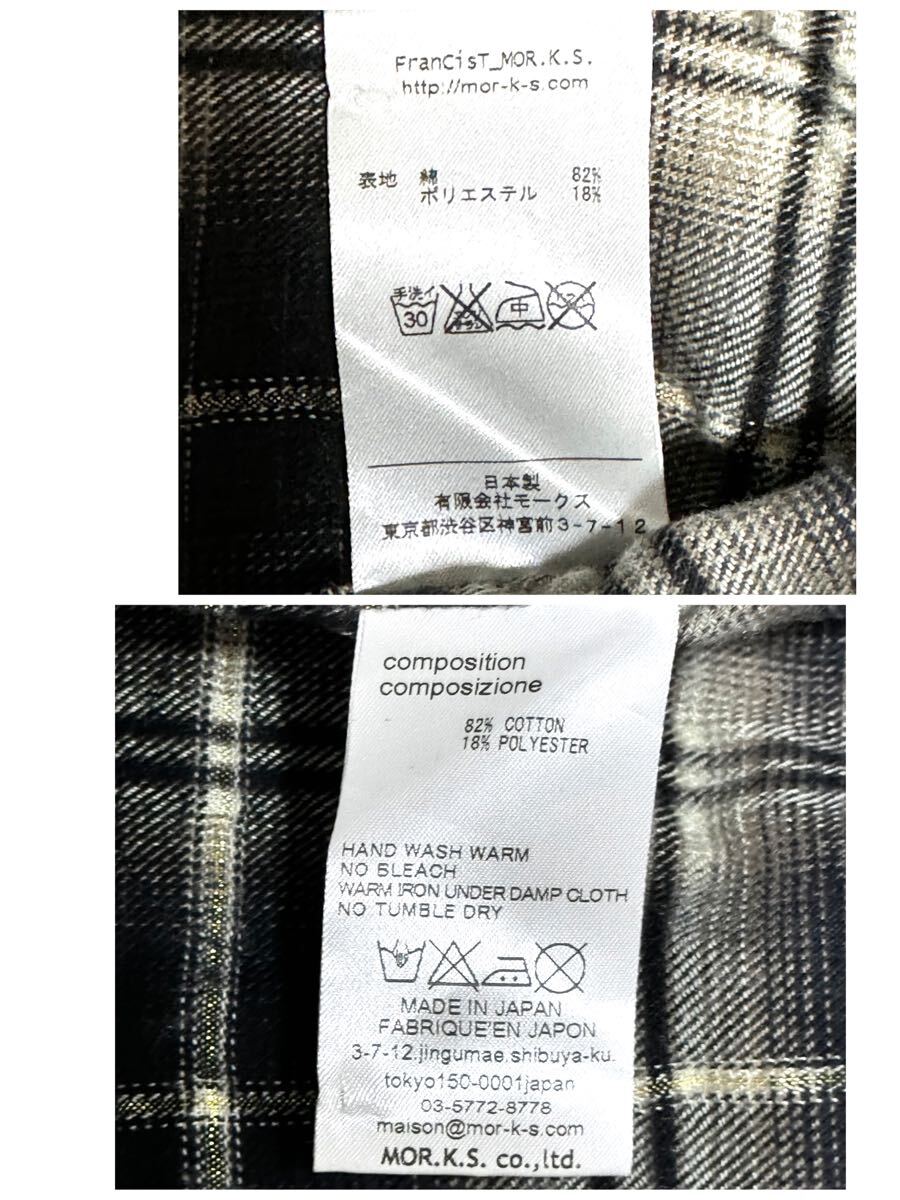 FranCisT_MOR.K.S.
http://mor-k-s.com
表地 綿 82%
ポリエステル 18%
手洗イ
30
中
日本製
有限会社モークス
東京都渋谷区神宮前3-7-12
composition
composizione
82% COTTON
18% POLYESTER
HAND WASH WARM
NO BLEACH
WARM IRON UNDER DAMP CLOTH
NO TUMBLE DRY
MADE IN JAPAN
FABRIQUE'EN JAPON
3-7-12.jingumae.shibuya-ku.
tokyo150-0001japan
03-5772-8778
maison@mor-k-s.com
MOR.K.S. co.,ltd.